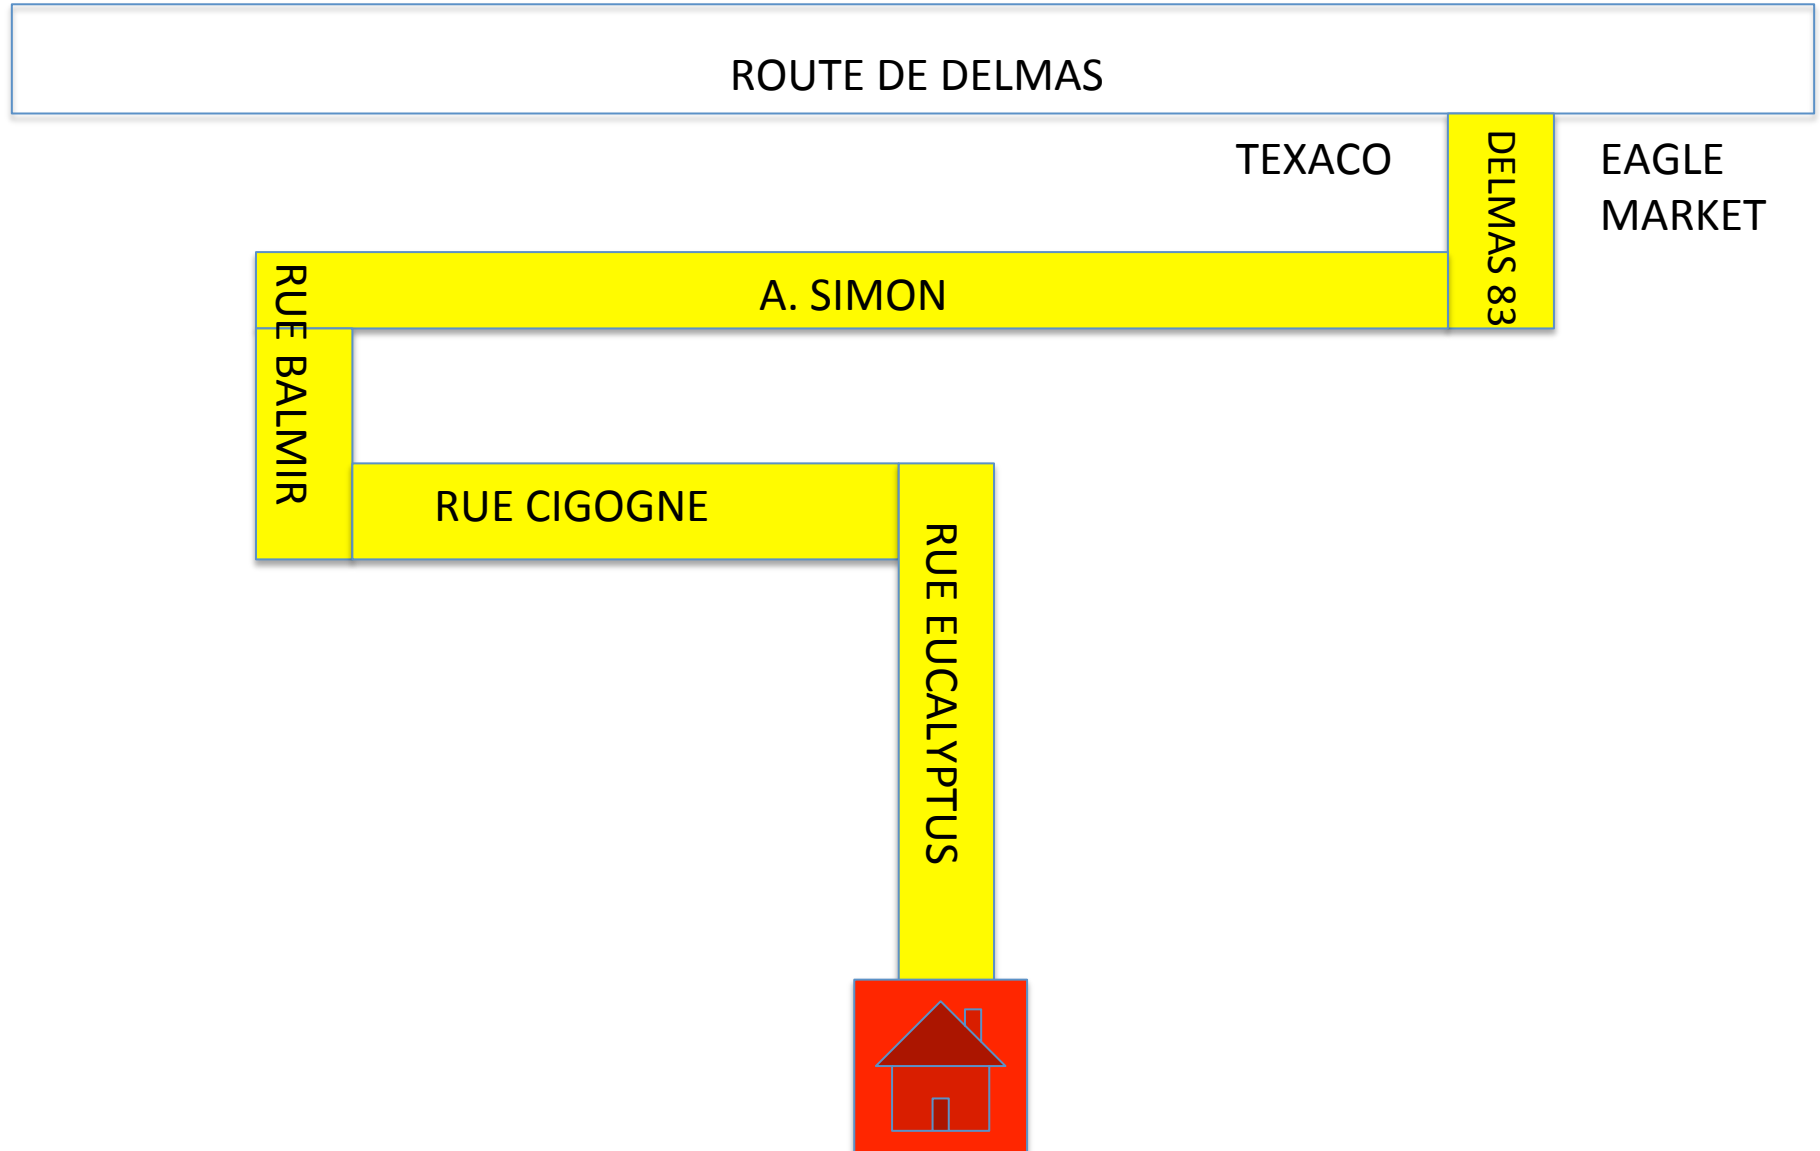 ROUTE DE DELMAS
TEXACO
DELMAS 83
EAGLE
MARKET
A. SIMON
RUE BALMIR
RUE CIGOGNE
RUE EUCALYPTUS